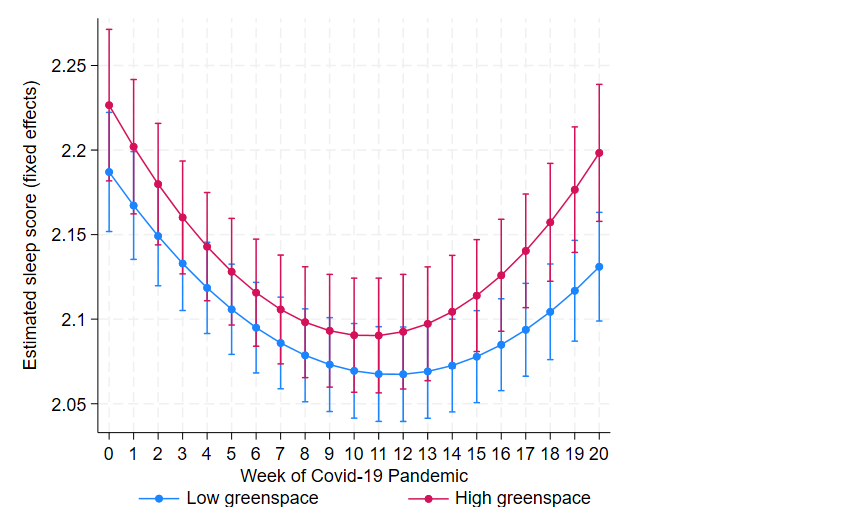 Estimated sleep score (fixed effects)
2.25
2.2
2.15
2.1
2.05
0 1 2 3 4 5 6 7 8 9 10 11 12 13 14 15 16 17 18 19 20
Week of Covid-19 Pandemic
Low greenspace High greenspace